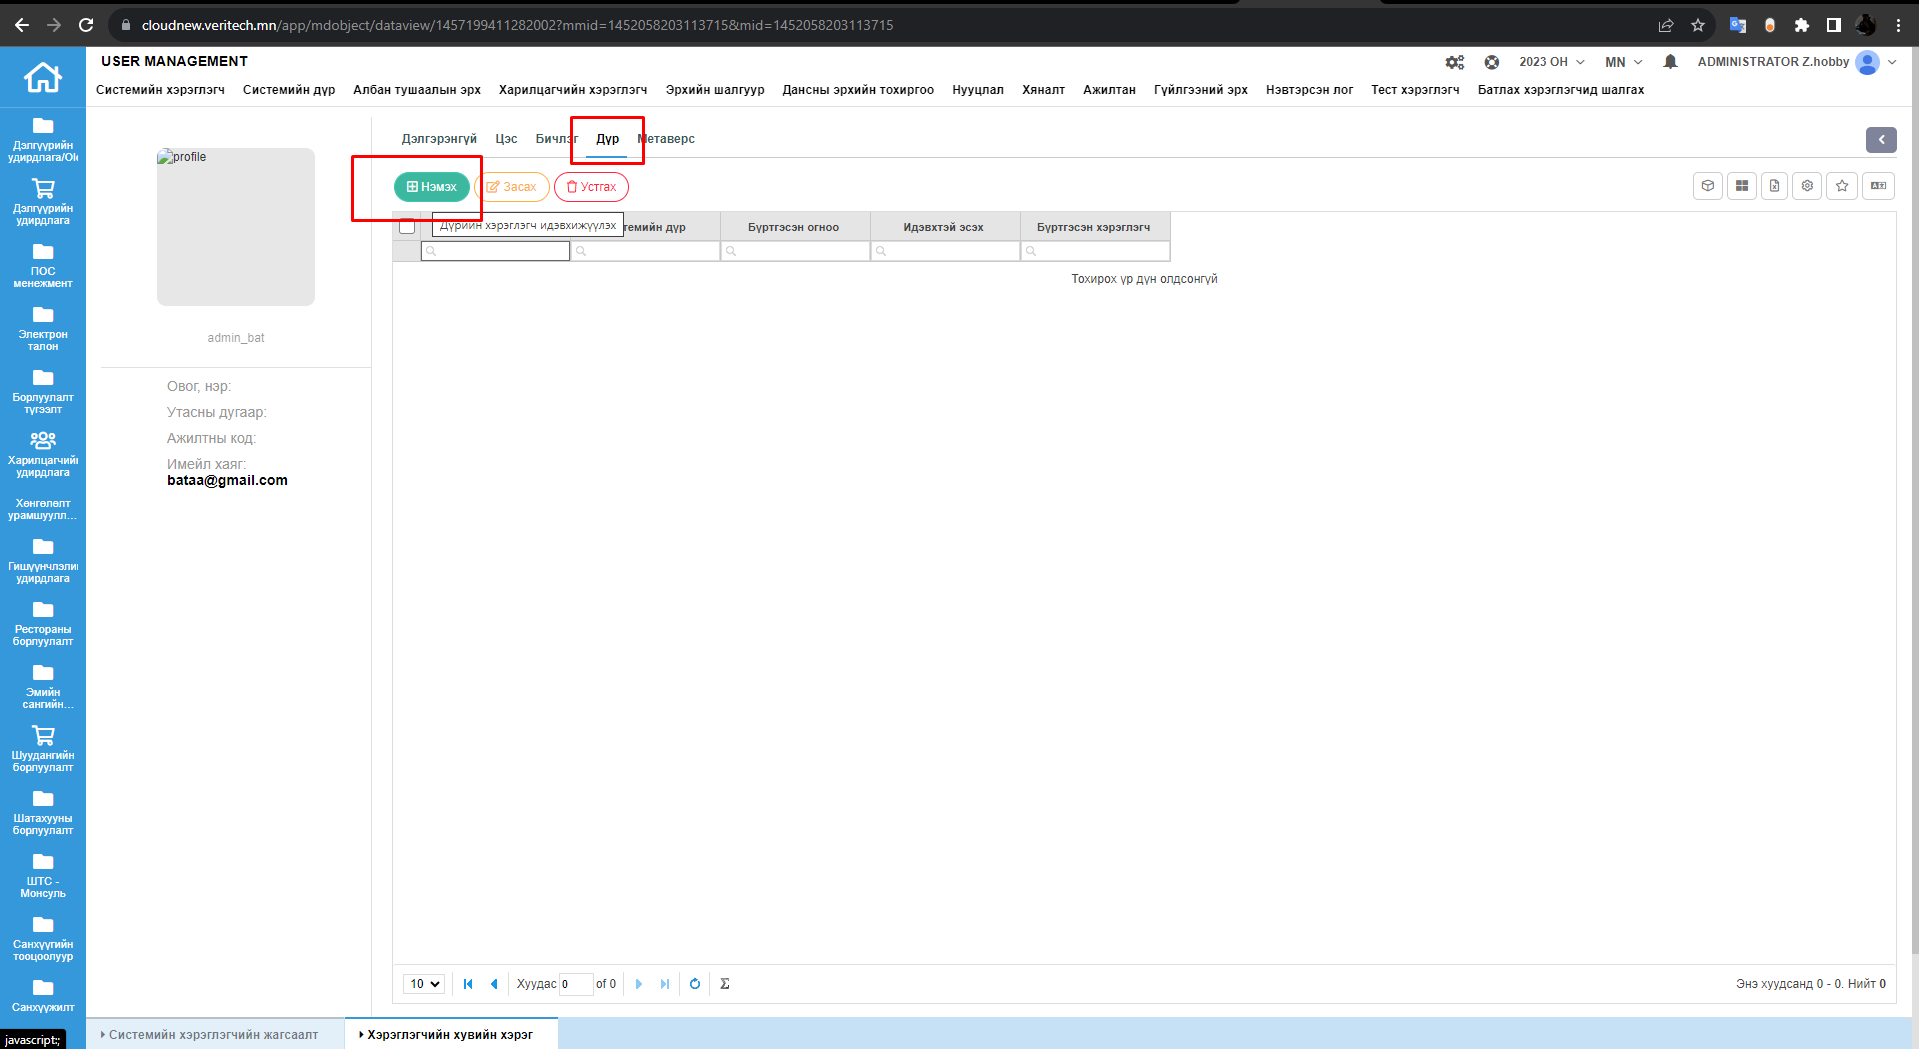 cloudnew.veritech.mn/app/mdobject/dataview/1457199411282002?mmid=1452058203113715&mid=1452058203113715
USER MANAGEMENT
2023 ОН
MN
ADMINISTRATOR Z.hobby
Системийн хэрэглэгч Системийн дүр Албан тушаалын эрх Харилцагчийн хэрэглэгч Эрхийн шалгуур Дансны эрхийн тохиргоо Нууцлал Хяналт Ажилтан Гүйлгээний эрх Нэвтэрсэн лог Тест хэрэглэгч Батлах хэрэглэгчид шалгах
Дэлгүүрийн
удирдлага/Ol
Дэлгүүрийн
удирдлага
ПОС
менежмент
Электрон
талон
Борлуулалт
түгээлт
Харилцагчийн
удирдлага
Хөнгөлөлт
урамшуулл...
Гишүүнчлэлий
удирдлага
Рестораны
борлуулалт
Эмийн
сангийн...
Шуудангийн
борлуулалт
Шатахууны
борлуулалт
ШТС -
Монсуль
Санхүүгийн
тооцоолуур
Санхүүжилт
javascript:;
profile
admin_bat
Овог, нэр:
Утасны дугаар:
Ажилтны код:
Имейл хаяг:
bataa@gmail.com
Дэлгэрэнгүй Цэс Бичлэг Дүр Метаверс
Нэмэх Засах Устгах
Дүрийн хэрэглэгч идэвхижүүлэх
темийн дүр Бүртгэсэн огноо Идэвхтэй эсэх Бүртгэсэн хэрэглэгч
Тохирох үр дүн олдсонгүй
10 Хуудас 0 of 0
Энэ хуудсанд 0 - 0. Нийт 0
Системийн хэрэглэгчийн жагсаалт
Хэрэглэгчийн хувийн хэрэг